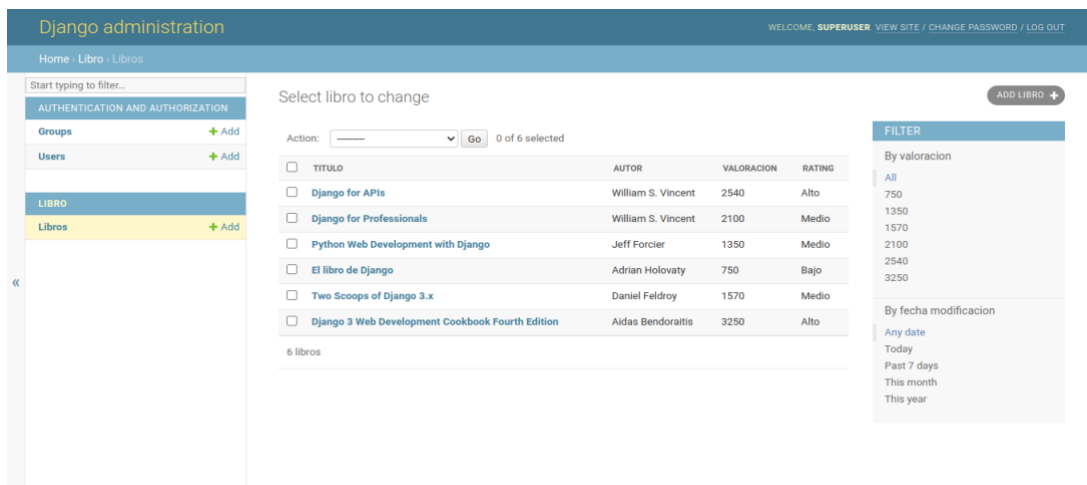 Django administration
WELCOME, SUPERUSER. VIEW SITE / CHANGE PASSWORD / LOG OUT
Home › Libro › Libros
Start typing to filter...
AUTHENTICATION AND AUTHORIZATION
Groups + Add
Users + Add
LIBRO
Libros + Add
«
Select libro to change
ADD LIBRO +
Action: --------- Go 0 of 6 selected
TITULO AUTOR VALORACION RATING
Django for APIs William S. Vincent 2540 Alto
Django for Professionals William S. Vincent 2100 Medio
Python Web Development with Django Jeff Forcier 1350 Medio
El libro de Django Adrian Holovaty 750 Bajo
Two Scoops of Django 3.x Daniel Feldroy 1570 Medio
Django 3 Web Development Cookbook Fourth Edition Aidas Bendoraitis 3250 Alto
6 libros
FILTER
By valoracion
All
750
1350
1570
2100
2540
3250
By fecha modificacion
Any date
Today
Past 7 days
This month
This year